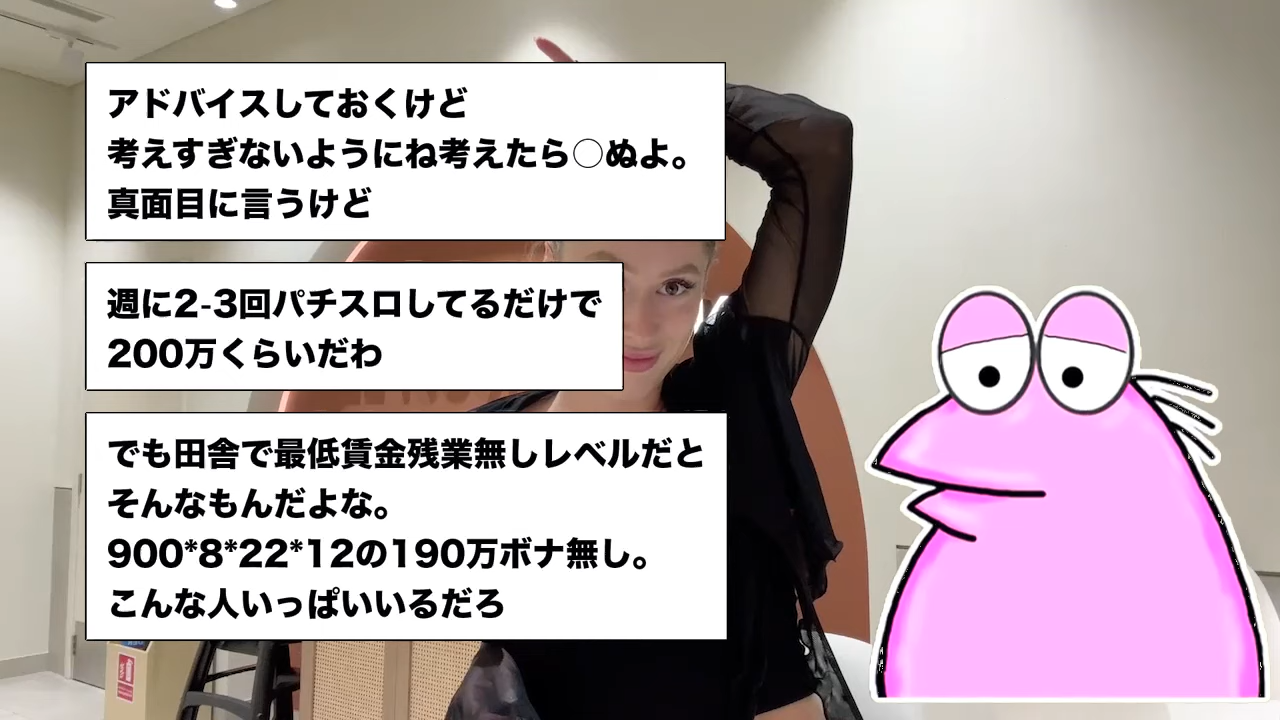 アドバイスしておくけど
考えすぎないようにね考えたら○ぬよ。
真面目に言うけど
週に2-3回パチスロしてるだけで
200万くらいだわ
でも田舎で最低賃金残業無しレベルだと
そんなもんだよな。
900*8*22*12の190万ボナ無し。
こんな人いっぱいいるだろ